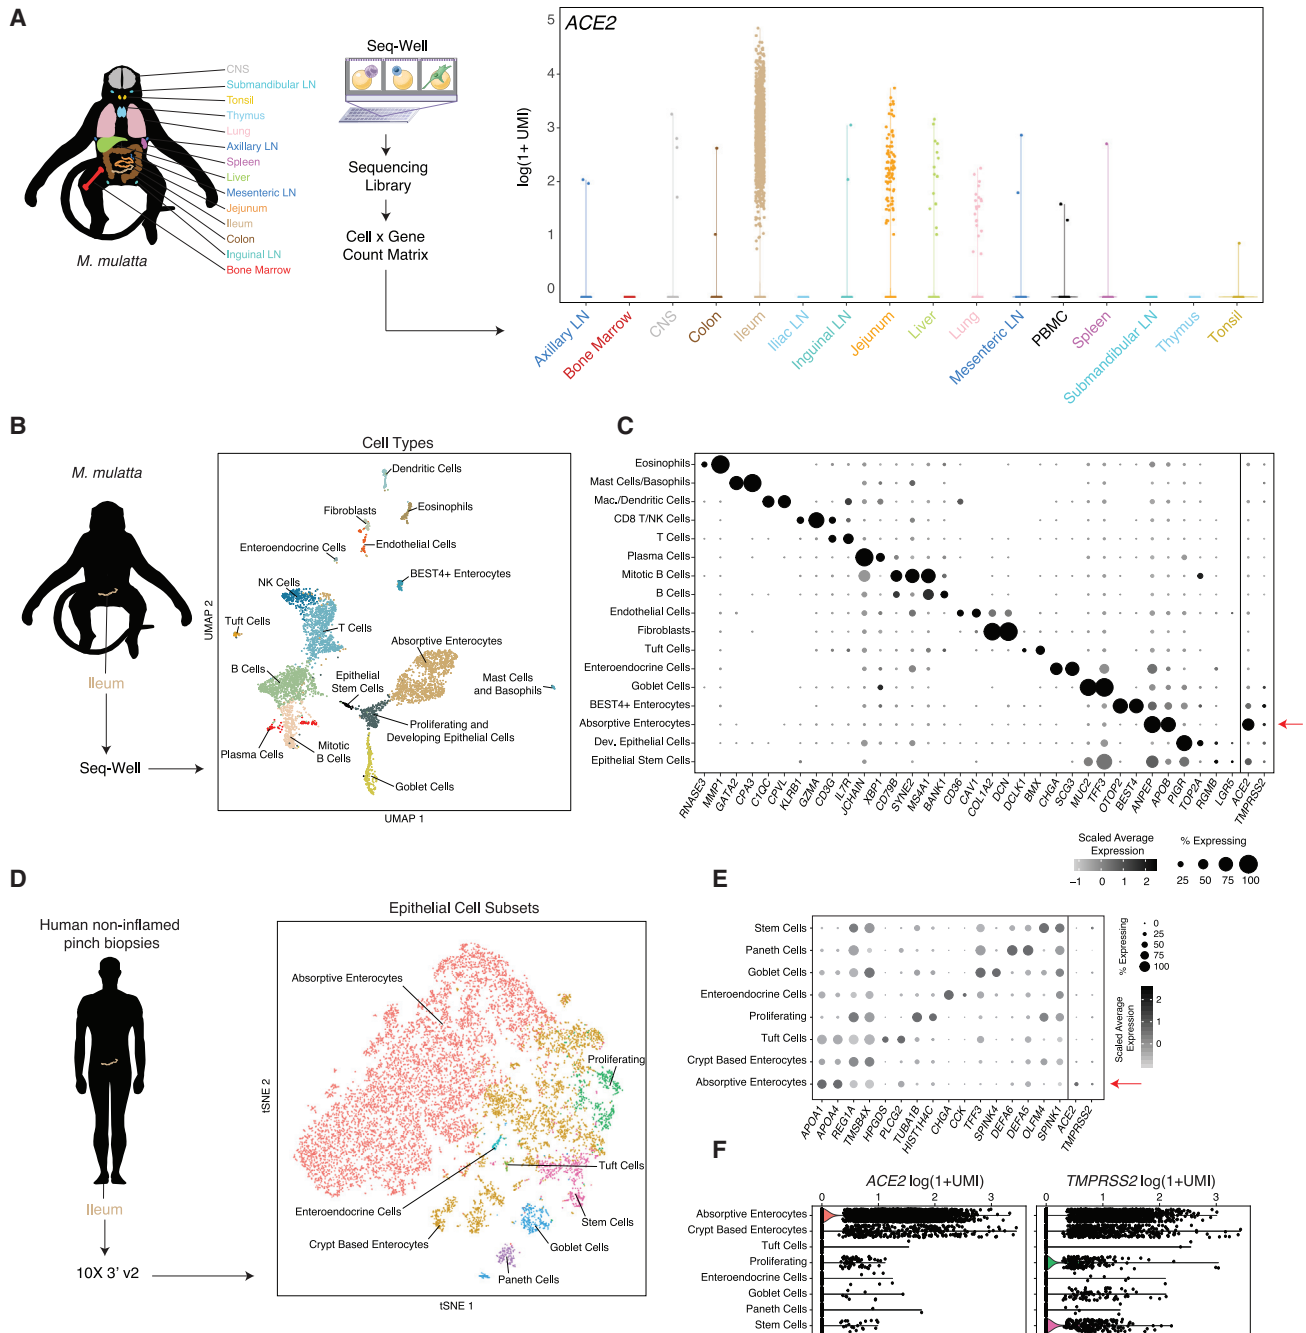 A
CNS
Submandibular LN
Tonsil
Thymus
Lung
Axillary LN
Spleen
Liver
Mesenteric LN
Jejunum
Ileum
Colon
Inguinal LN
Bone Marrow
M. mulatta
Seq-Well
Sequencing
Library
Cell x Gene
Count Matrix
ACE2
log(1+ UMI)
5
4
3
2
1
0
Axillary LN
Bone Marrow
CNS
Colon
Ileum
Iliac LN
Inguinal LN
Jejunum
Liver
Lung
Mesenteric LN
PBMC
Spleen
Submandibular LN
Thymus
Tonsil
B
M. mulatta
Ileum
Seq-Well
Cell Types
Dendritic Cells
Eosinophils
Fibroblasts
Endothelial Cells
Enteroendocrine Cells
BEST4+ Enterocytes
NK Cells
Tuft Cells
T Cells
Absorptive Enterocytes
B Cells
Epithelial
Stem Cells
Mast Cells
and Basophils
Proliferating and
Developing Epithelial Cells
Plasma Cells
Mitotic
B Cells
Goblet Cells
UMAP 2
UMAP 1
C
Eosinophils
Mast Cells/Basophils
Mac./Dendritic Cells
CD8 T/NK Cells
T Cells
Plasma Cells
Mitotic B Cells
B Cells
Endothelial Cells
Fibroblasts
Tuft Cells
Enteroendocrine Cells
Goblet Cells
BEST4+ Enterocytes
Absorptive Enterocytes
Dev. Epithelial Cells
Epithelial Stem Cells
RNASE3
MMP1
GATA2
CPA3
C1QC
CPVL
KLRB1
GZMA
CD3G
IL7R
JCHAIN
XBP1
CD79B
SYNE2
MS4A1
BANK1
CD36
CAV1
COL1A2
DCN
DCLK1
BMX
CHGA
SCG3
MUC2
TFF3
OTOP2
BEST4
ANPEP
APOB
PIGR
TOP2A
RGMB
LGR5
ACE2
TMPRSS2
Scaled Average
Expression
−1 0 1 2
% Expressing
25 50 75 100
D
Human non-inflamed
pinch biopsies
Ileum
10X 3' v2
Epithelial Cell Subsets
Absorptive Enterocytes
Proliferating
Tuft Cells
Enteroendocrine Cells
Stem Cells
Crypt Based Enterocytes
Goblet Cells
Paneth Cells
tSNE 2
tSNE 1
E
Stem Cells
Paneth Cells
Goblet Cells
Enteroendocrine Cells
Proliferating
Tuft Cells
Crypt Based Enterocytes
Absorptive Enterocytes
APOA1
APOA4
REG1A
TMSB4X
HPGDS
PLCG2
TUBA1B
HIST1H4C
CHGA
CCK
TFF3
SPINK4
DEFA6
DEFA5
OLFM4
SPINK1
ACE2
TMPRSS2
% Expressing
0
25
50
75
100
Scaled Average
Expression
2
1
0
F
ACE2 log(1+UMI)
0 1 2 3
TMPRSS2 log(1+UMI)
0 1 2 3
Absorptive Enterocytes
Crypt Based Enterocytes
Tuft Cells
Proliferating
Enteroendocrine Cells
Goblet Cells
Paneth Cells
Stem Cells